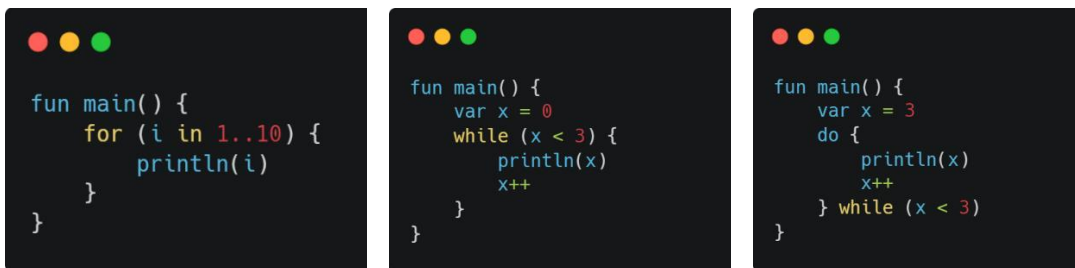 fun main() {
    for (i in 1..10) {
        println(i)
    }
}
fun main() {
    var x = 0
    while (x < 3) {
        println(x)
        x++
    }
}
fun main() {
    var x = 3
    do {
        println(x)
        x++
    } while (x < 3)
}